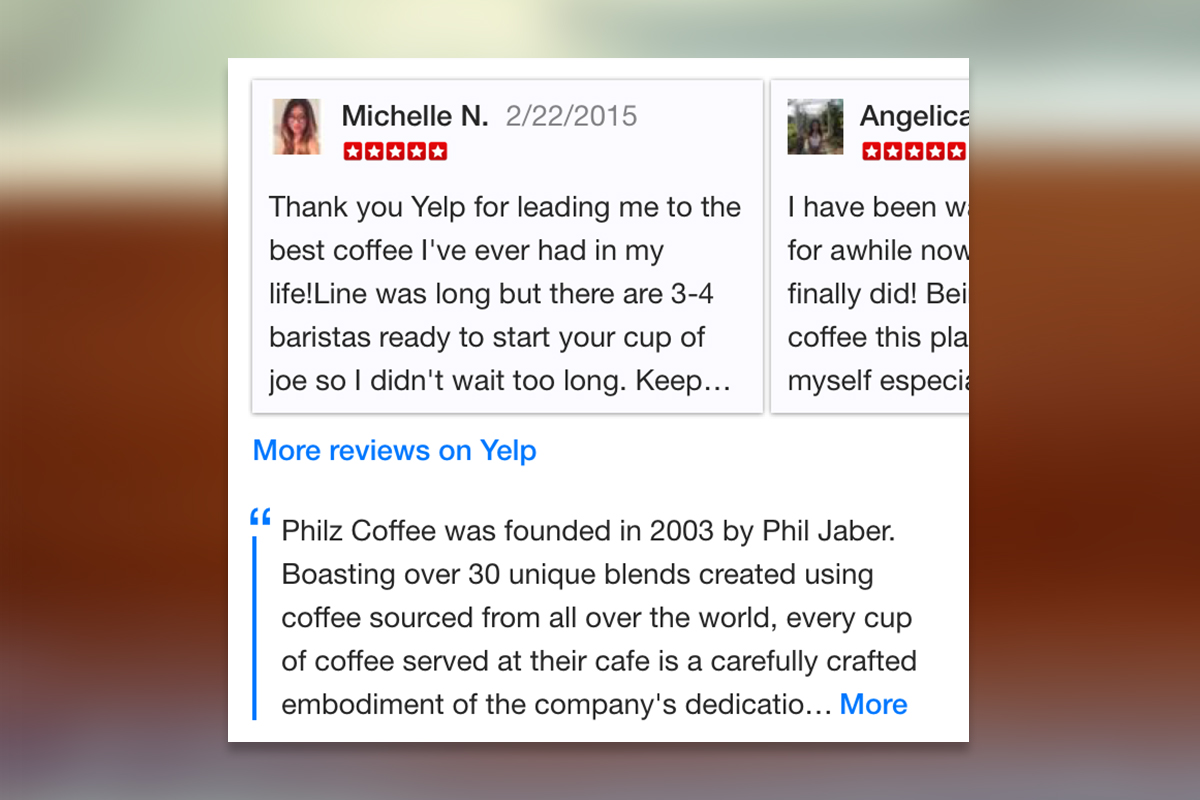 Michelle N. 2/22/2015
Thank you Yelp for leading me to the
best coffee I've ever had in my
life!Line was long but there are 3-4
baristas ready to start your cup of
joe so I didn't wait too long. Keep…
Angelica
I have been
for awhile now
finally did!
coffee this
myself
More reviews on Yelp
“
Philz Coffee was founded in 2003 by Phil Jaber.
Boasting over 30 unique blends created using
coffee sourced from all over the world, every cup
of coffee served at their cafe is a carefully crafted
embodiment of the company's dedicatio… More